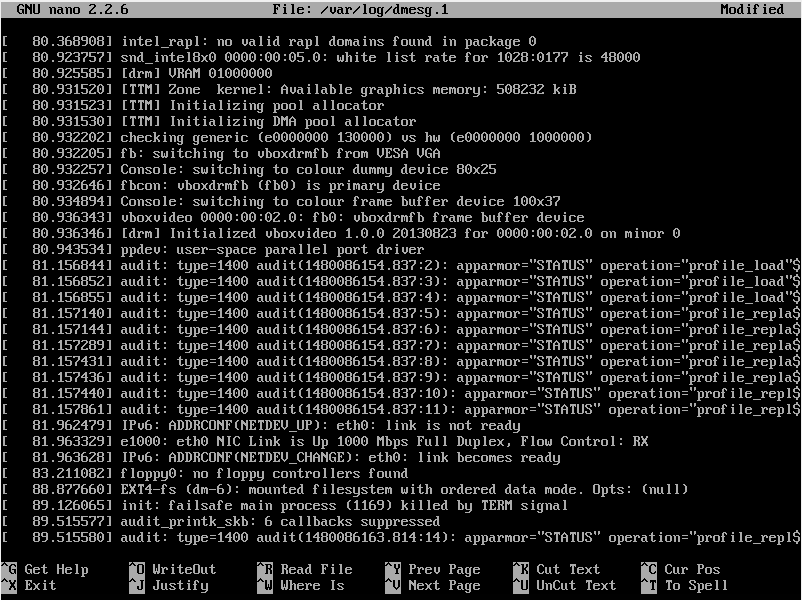 GNU nano 2.2.6 File: /var/log/dmesg.1 Modified
[   80.368908] intel_rapl: no valid rapl domains found in package 0
[   80.923757] snd_intel8x0 0000:00:05.0: white list rate for 1028:0177 is 48000
[   80.925585] [drm] VRAM 01000000
[   80.931520] [TTM] Zone  kernel: Available graphics memory: 508232 kiB
[   80.931523] [TTM] Initializing pool allocator
[   80.931530] [TTM] Initializing DMA pool allocator
[   80.932202] checking generic (e0000000 130000) vs hw (e0000000 1000000)
[   80.932205] fb: switching to vboxdrmfb from VESA VGA
[   80.932257] Console: switching to colour dummy device 80x25
[   80.932646] fbcon: vboxdrmfb (fb0) is primary device
[   80.934894] Console: switching to colour frame buffer device 100x37
[   80.936343] vboxvideo 0000:00:02.0: fb0: vboxdrmfb frame buffer device
[   80.936346] [drm] Initialized vboxvideo 1.0.0 20130823 for 0000:00:02.0 on minor 0
[   80.943534] ppdev: user-space parallel port driver
[   81.156844] audit: type=1400 audit(1480086154.837:2): apparmor="STATUS" operation="profile_load"$
[   81.156852] audit: type=1400 audit(1480086154.837:3): apparmor="STATUS" operation="profile_load"$
[   81.156855] audit: type=1400 audit(1480086154.837:4): apparmor="STATUS" operation="profile_load"$
[   81.157140] audit: type=1400 audit(1480086154.837:5): apparmor="STATUS" operation="profile_repla$
[   81.157144] audit: type=1400 audit(1480086154.837:6): apparmor="STATUS" operation="profile_repla$
[   81.157289] audit: type=1400 audit(1480086154.837:7): apparmor="STATUS" operation="profile_repla$
[   81.157431] audit: type=1400 audit(1480086154.837:8): apparmor="STATUS" operation="profile_repla$
[   81.157436] audit: type=1400 audit(1480086154.837:9): apparmor="STATUS" operation="profile_repla$
[   81.157440] audit: type=1400 audit(1480086154.837:10): apparmor="STATUS" operation="profile_repl$
[   81.157861] audit: type=1400 audit(1480086154.837:11): apparmor="STATUS" operation="profile_repl$
[   81.962479] IPv6: ADDRCONF(NETDEV_UP): eth0: link is not ready
[   81.963329] e1000: eth0 NIC Link is Up 1000 Mbps Full Duplex, Flow Control: RX
[   81.963628] IPv6: ADDRCONF(NETDEV_CHANGE): eth0: link becomes ready
[   83.211082] floppy0: no floppy controllers found
[   88.877660] EXT4-fs (dm-6): mounted filesystem with ordered data mode. Opts: (null)
[   89.126065] init: failsafe main process (1169) killed by TERM signal
[   89.515577] audit_printk_skb: 6 callbacks suppressed
[   89.515580] audit: type=1400 audit(1480086163.814:14): apparmor="STATUS" operation="profile_repl$
^G Get Help ^O WriteOut ^R Read File ^Y Prev Page ^K Cut Text ^C Cur Pos
^X Exit ^J Justify ^W Where Is ^V Next Page ^U UnCut Text ^T To Spell